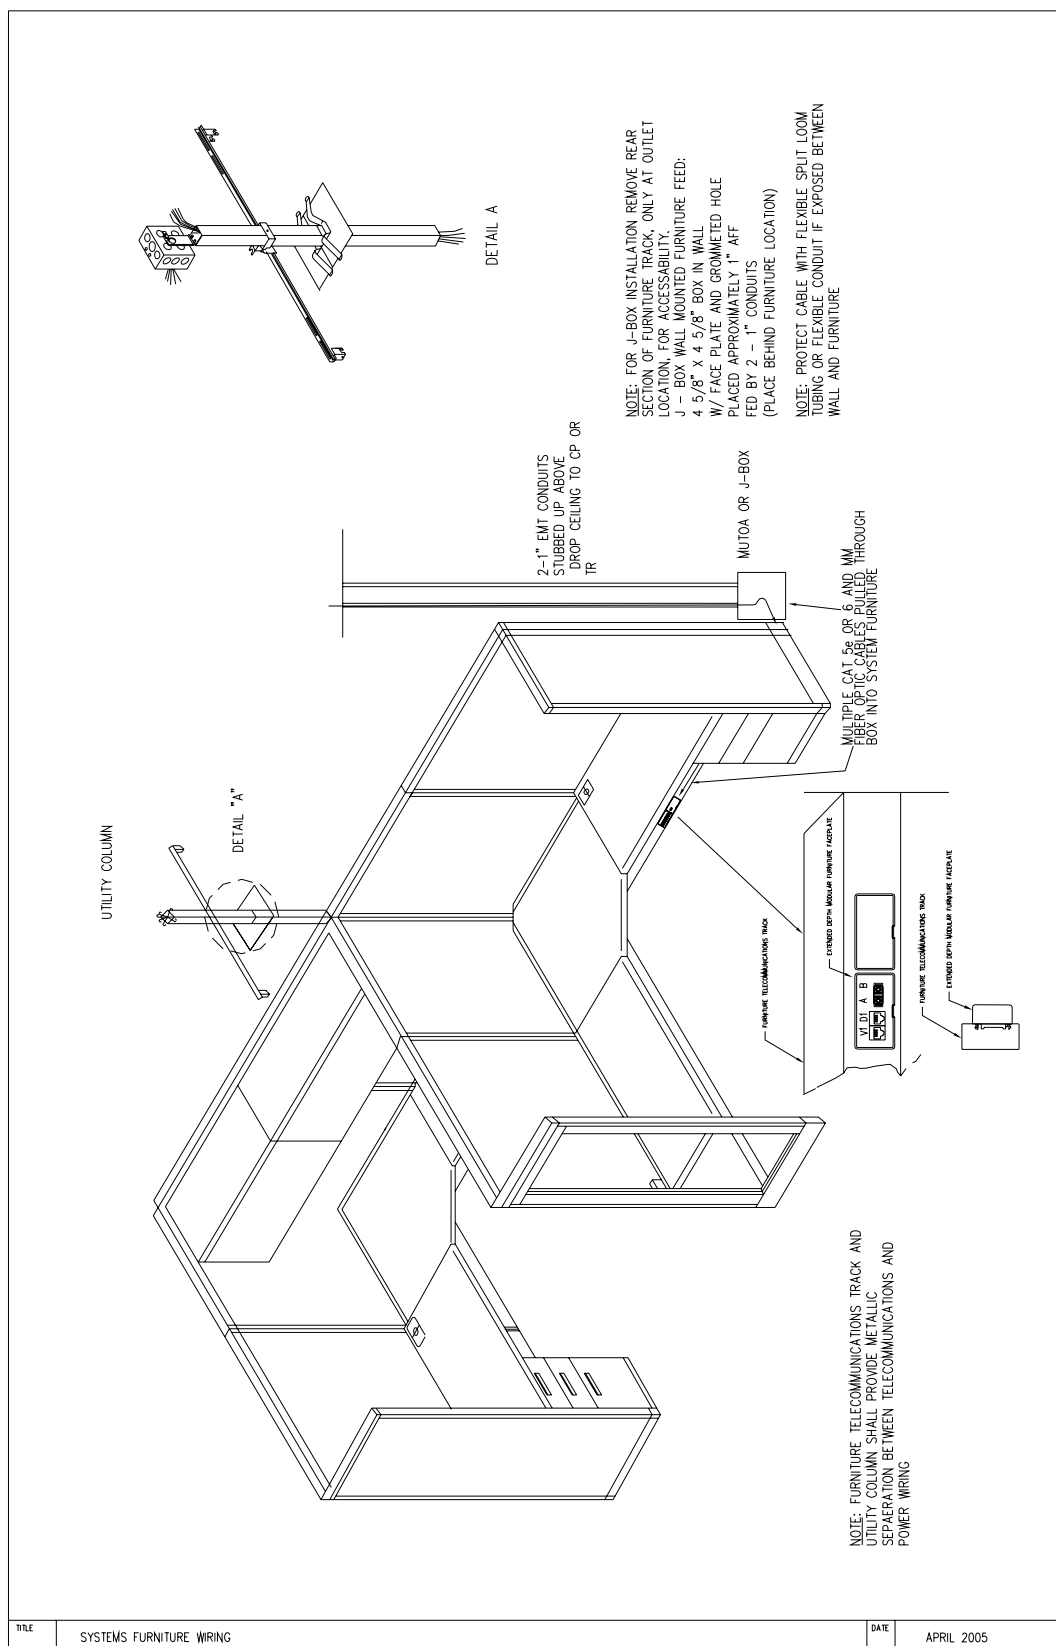 UTILITY COLUMN
DETAIL "A"
DETAIL A
2-1" EMT CONDUITS
STUBBED UP ABOVE
DROP CEILING TO CP OR
TR
MUTOA OR J-BOX
NOTE: FOR J-BOX INSTALLATION REMOVE REAR
SECTION OF FURNITURE TRACK, ONLY AT OUTLET
LOCATION, FOR ACCESSABILITY.
J - BOX WALL MOUNTED FURNITURE FEED:
4 5/8" X 4 5/8" BOX IN WALL
W/ FACE PLATE AND GROMMETED HOLE
PLACED APPROXIMATELY 1" AFF
FED BY 2 - 1" CONDUITS
(PLACE BEHIND FURNITURE LOCATION)
NOTE: PROTECT CABLE WITH FLEXIBLE SPLIT LOOM
TUBING OR FLEXIBLE CONDUIT IF EXPOSED BETWEEN
WALL AND FURNITURE
MULTIPLE CAT 5e OR 6 AND MM
FIBER OPTIC CABLES PULLED THROUGH
BOX INTO SYSTEM FURNITURE
FURNITURE TELECOMMUNICATIONS TRACK
EXTENDED DEPTH MODULAR FURNITURE FACEPLATE
V1 D1 A B
FURNITURE TELECOMMUNICATIONS TRACK
EXTENDED DEPTH MODULAR FURNITURE FACEPLATE
NOTE: FURNITURE TELECOMMUNICATIONS TRACK AND
UTILITY COLUMN SHALL PROVIDE METALLIC
SEPAERATION BETWEEN TELECOMMUNICATIONS AND
POWER WIRING
TITLE
SYSTEMS FURNITURE WIRING
DATE
APRIL 2005